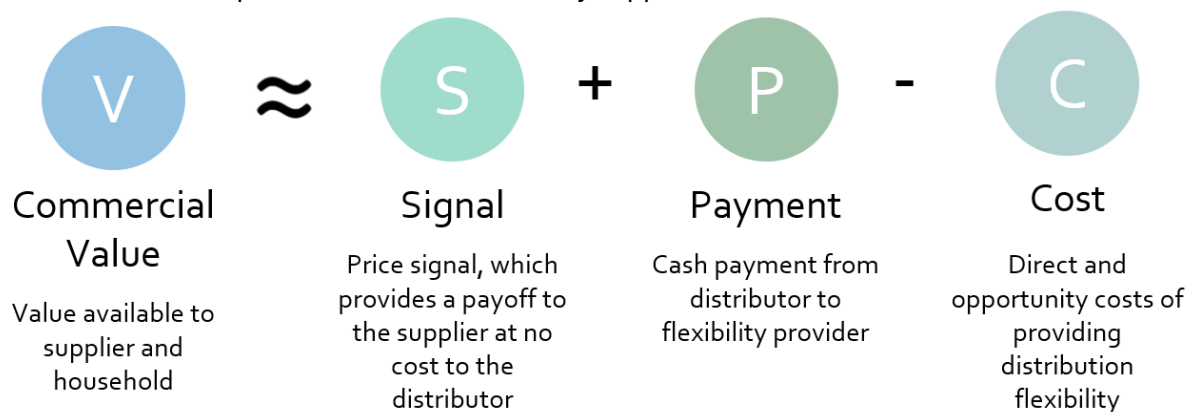 V ≈ S + P - C
Commercial
Value
Value available to
supplier and
household
Signal
Price signal, which
provides a payoff to
the supplier at no
cost to the
distributor
Payment
Cash payment from
distributor to
flexibility provider
Cost
Direct and
opportunity costs of
providing
distribution
flexibility